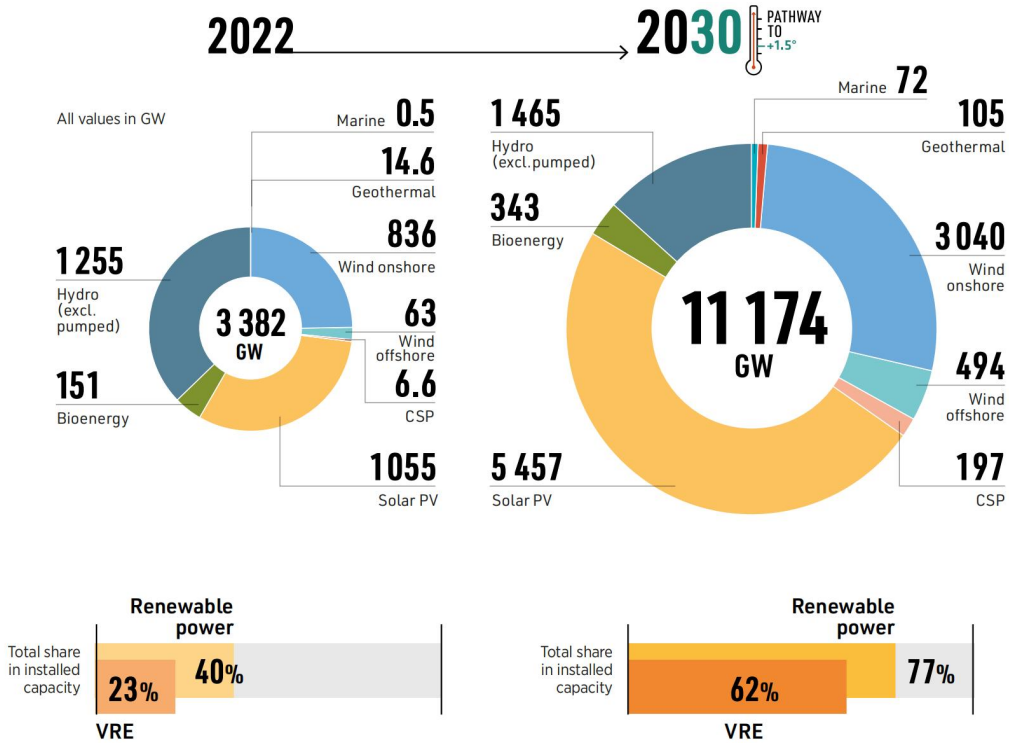 2022
2030
PATHWAY
TO
+1.5°
All values in GW
Marine 0.5
14.6
Geothermal
836
Wind onshore
63
Wind
offshore
6.6
CSP
1055
Solar PV
151
Bioenergy
1 255
Hydro
(excl.
pumped)
3 382
GW
Marine 72
105
Geothermal
3 040
Wind
onshore
494
Wind
offshore
197
CSP
5 457
Solar PV
343
Bioenergy
1 465
Hydro
(excl.pumped)
11 174
GW
Renewable
power
Total share
in installed
capacity
40%
23%
VRE
Renewable
power
Total share
in installed
capacity
77%
62%
VRE